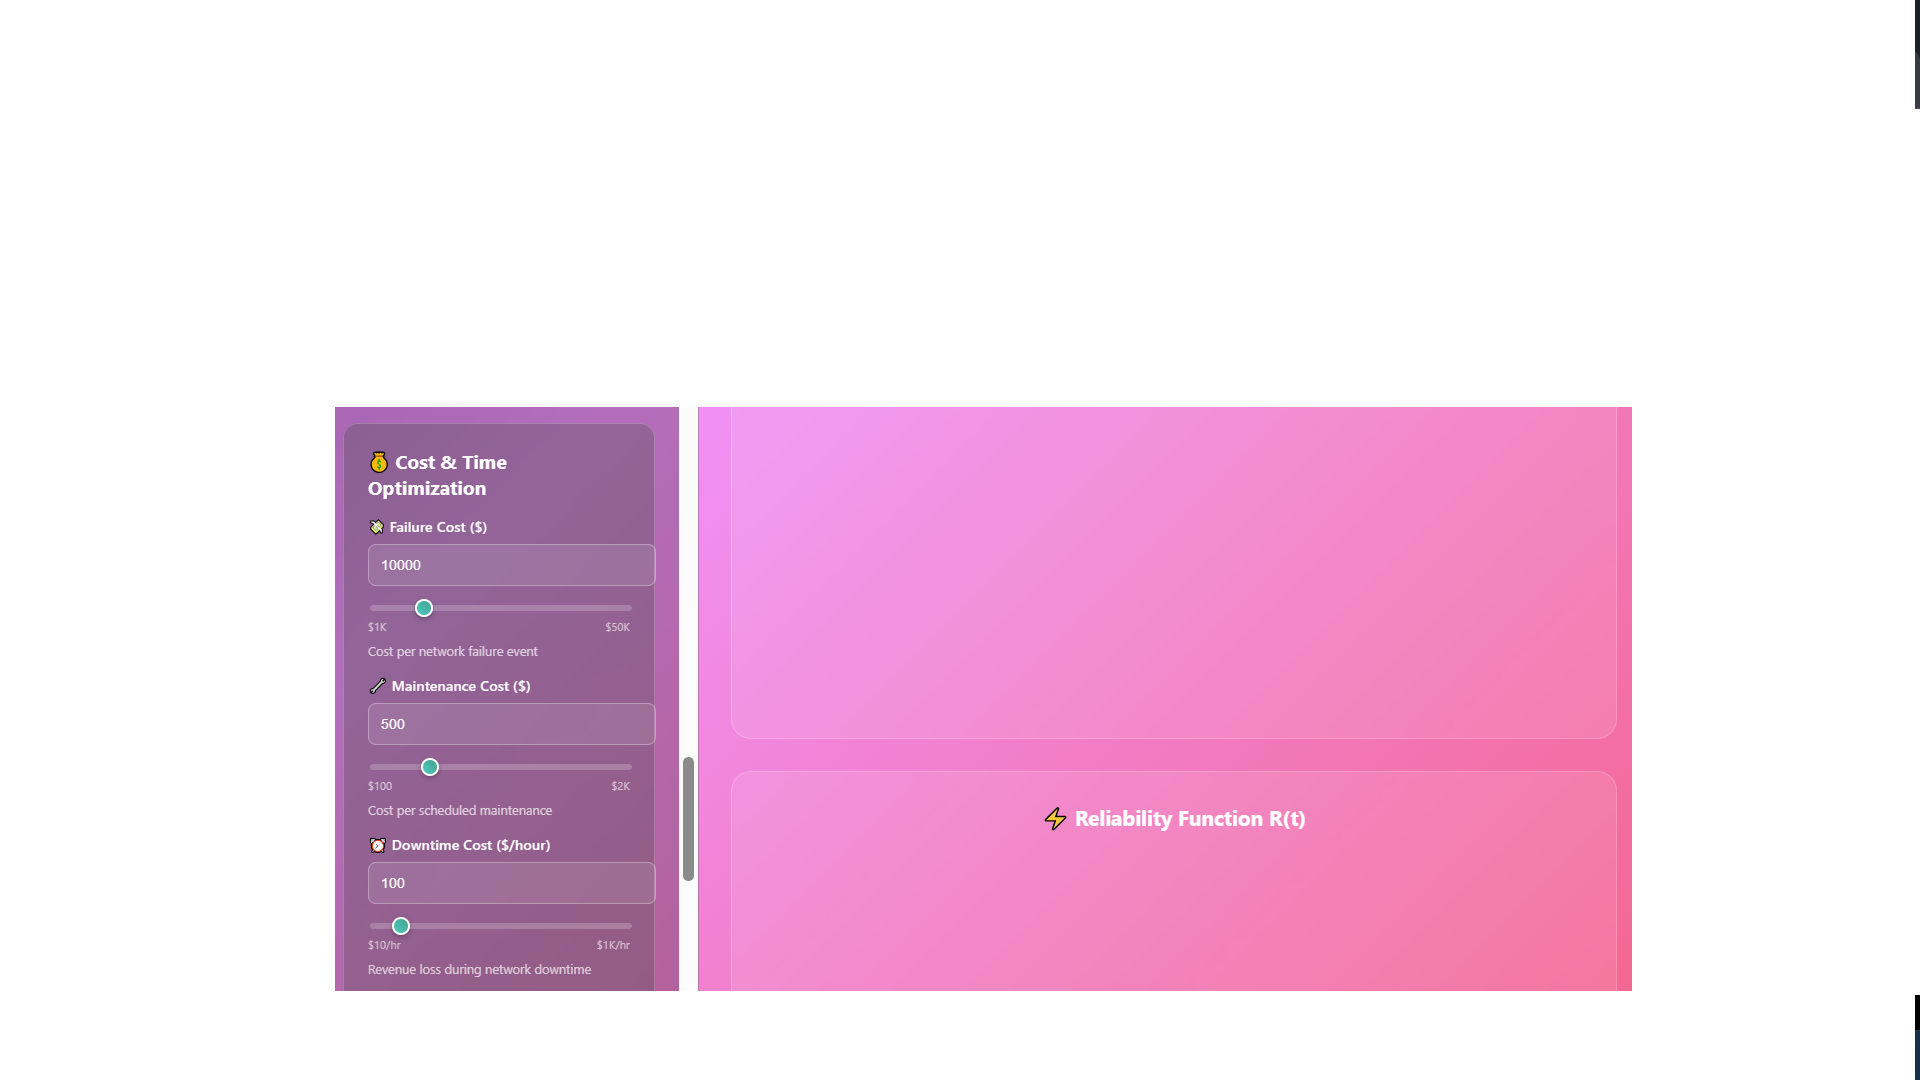 💰 Cost & Time
Optimization
💸 Failure Cost ($)
10000
$1K $50K
Cost per network failure event
🔧 Maintenance Cost ($)
500
$100 $2K
Cost per scheduled maintenance
⏰ Downtime Cost ($/hour)
100
$10/hr $1K/hr
Revenue loss during network downtime
⚡ Reliability Function R(t)